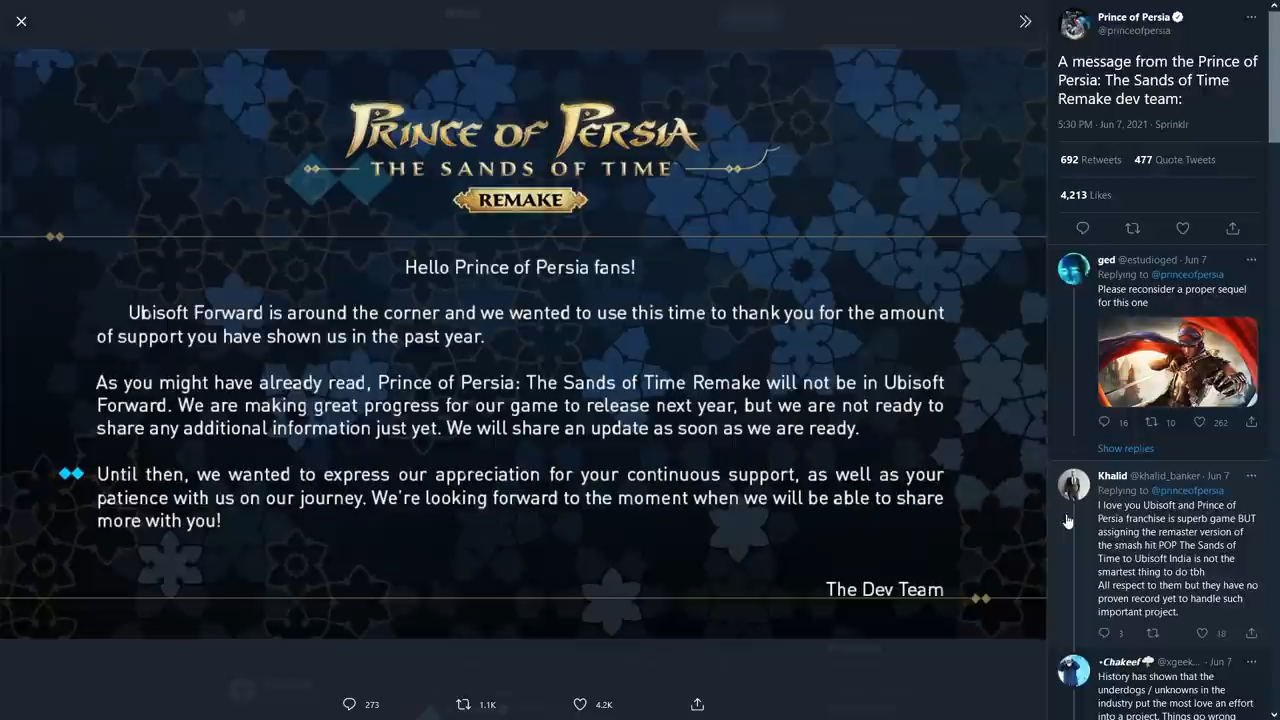 PRINCE OF PERSIA
THE SANDS OF TIME
REMAKE
Hello Prince of Persia fans!
Ubisoft Forward is around the corner and we wanted to use this time to thank you for the amount
of support you have shown us in the past year.
As you might have already read, Prince of Persia: The Sands of Time Remake will not be in Ubisoft
Forward. We are making great progress for our game to release next year, but we are not ready to
share any additional information just yet. We will share an update as soon as we are ready.
Until then, we wanted to express our appreciation for your continuous support, as well as your
patience with us on our journey. We're looking forward to the moment when we will be able to share
more with you!
The Dev Team
273 1.1K 4.2K
Prince of Persia
@princeofpersia
A message from the Prince of
Persia: The Sands of Time
Remake dev team:
5:30 PM · Jun 7, 2021 · Sprinklr
692 Retweets 477 Quote Tweets
4,213 Likes
ged @estudioged · Jun 7
Replying to @princeofpersia
Please reconsider a proper sequel
for this one
16 10 262
Show replies
Khalid @khalid_banker · Jun 7
Replying to @princeofpersia
I love you Ubisoft and Prince of
Persia franchise is superb game BUT
assigning the remaster version of
the smash hit POP The Sands of
Time to Ubisoft India is not the
smartest thing to do tbh
All respect to them but they have no
proven record yet to handle such
important project.
3 18
•Chakeef @xgeek... · Jun 7
History has shown that the
underdogs / unknowns in the
industry put the most love an effort
into a project. Things go wrong